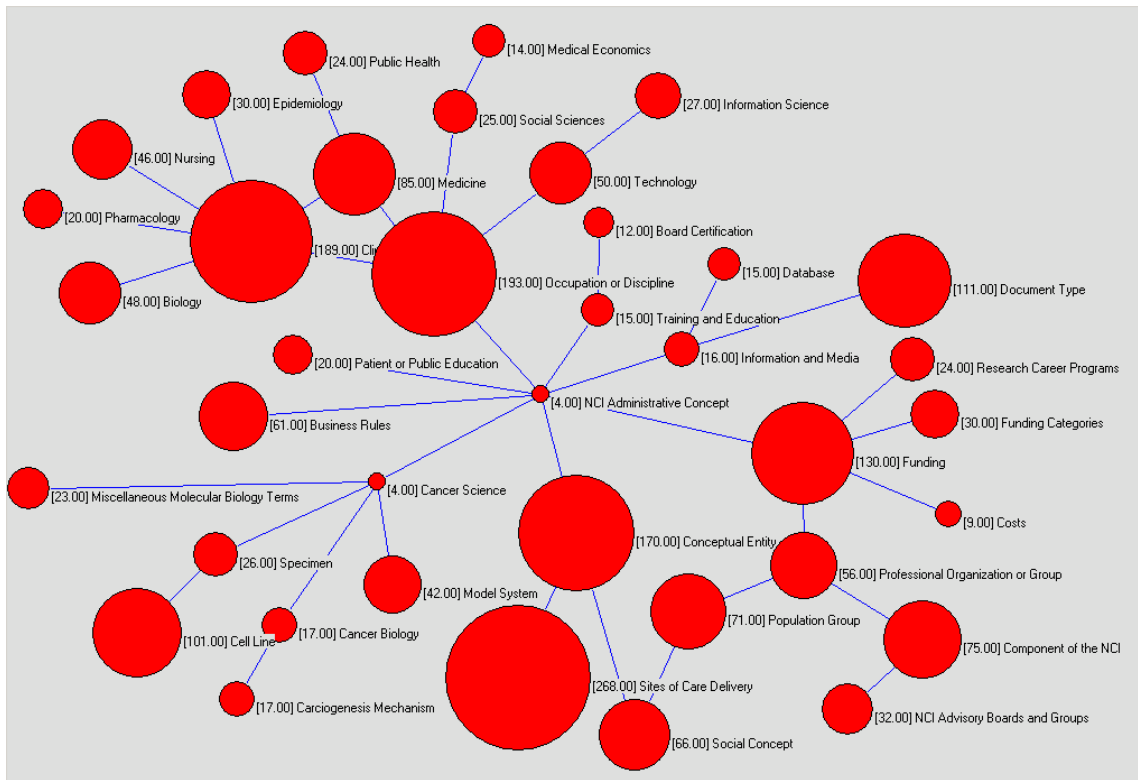 [14.00] Medical Economics
[24.00] Public Health
[30.00] Epidemiology
[27.00] Information Science
[25.00] Social Sciences
[46.00] Nursing
[85.00] Medicine
[50.00] Technology
[20.00] Pharmacology
[12.00] Board Certification
[189.00] Cli
[15.00] Database
[193.00] Occupation or Discipline
[111.00] Document Type
[48.00] Biology
[15.00] Training and Education
[16.00] Information and Media
[20.00] Patient or Public Education
[24.00] Research Career Programs
[4.00] NCI Administrative Concept
[61.00] Business Rules
[30.00] Funding Categories
[130.00] Funding
[4.00] Cancer Science
[23.00] Miscellaneous Molecular Biology Terms
[9.00] Costs
[170.00] Conceptual Entity
[26.00] Specimen
[56.00] Professional Organization or Group
[42.00] Model System
[71.00] Population Group
[101.00] Cell Line
[17.00] Cancer Biology
[75.00] Component of the NCI
[268.00] Sites of Care Delivery
[17.00] Carciogenesis Mechanism
[32.00] NCI Advisory Boards and Groups
[66.00] Social Concept